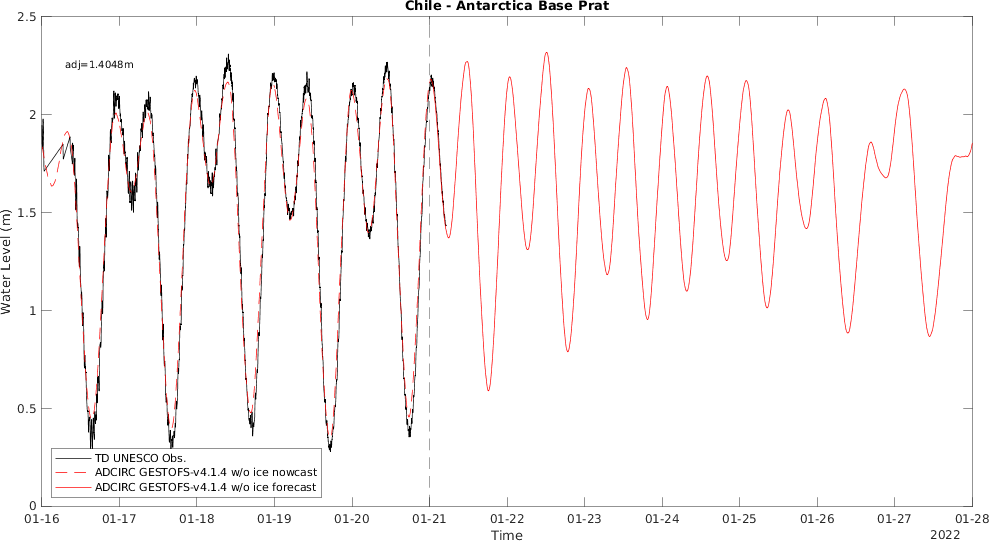 Chile - Antarctica Base Prat
2.5
adj=1.4048m
2
1.5
Water Level (m)
1
0.5
TD UNESCO Obs.
ADCIRC GESTOFS-v4.1.4 w/o ice nowcast
ADCIRC GESTOFS-v4.1.4 w/o ice forecast
0
01-16 01-17 01-18 01-19 01-20 01-21 01-22 01-23 01-24 01-25 01-26 01-27 01-28
Time
2022